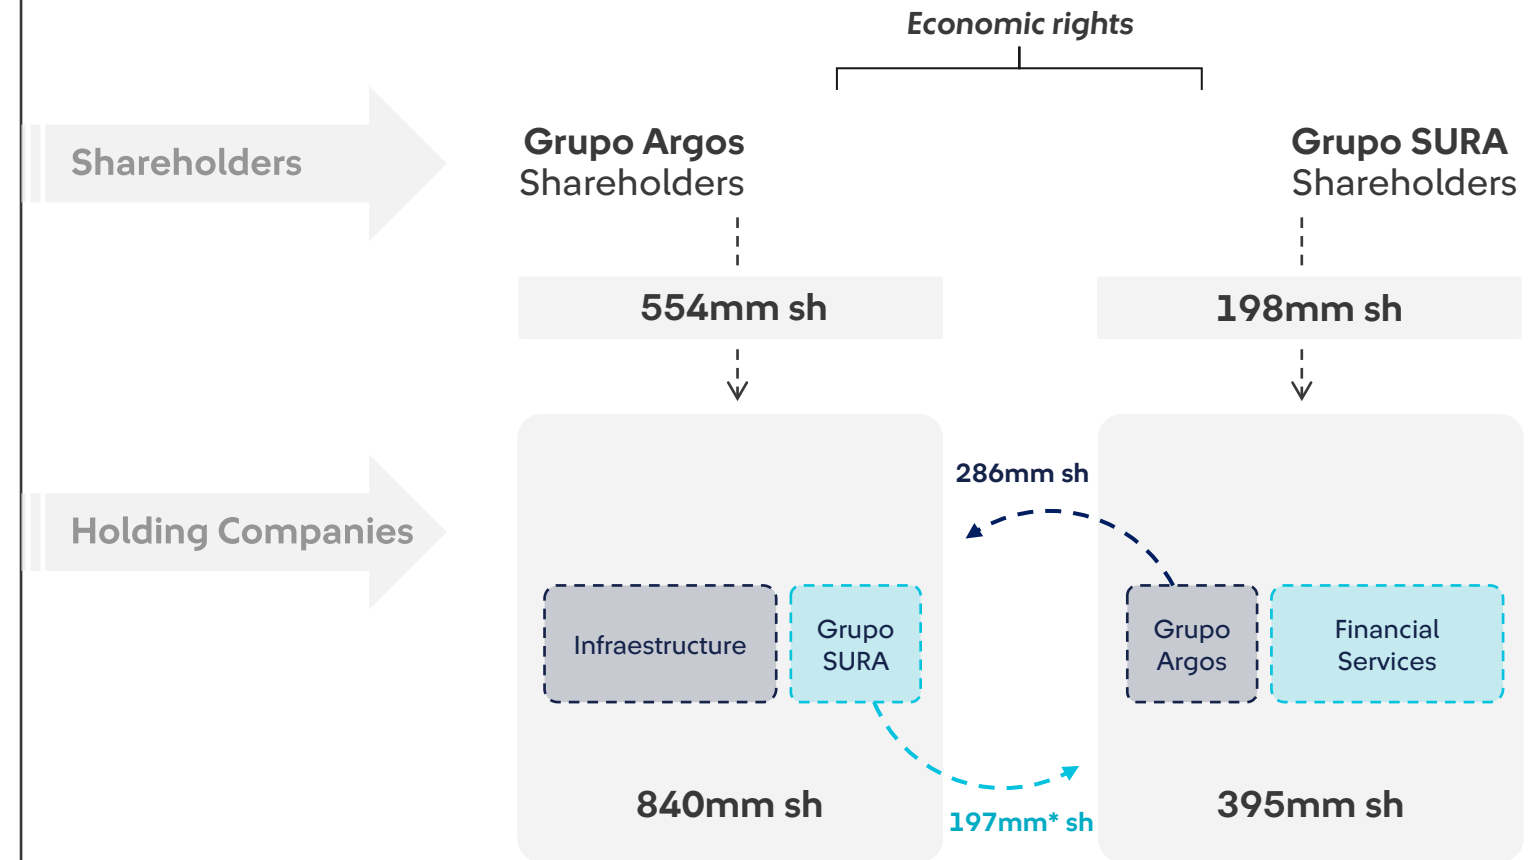 Economic rights
Shareholders
Grupo Argos
Shareholders
Grupo SURA
Shareholders
554mm sh
198mm sh
Holding Companies
286mm sh
Infraestructure
Grupo
SURA
Grupo
Argos
Financial
Services
840mm sh
197mm* sh
395mm sh